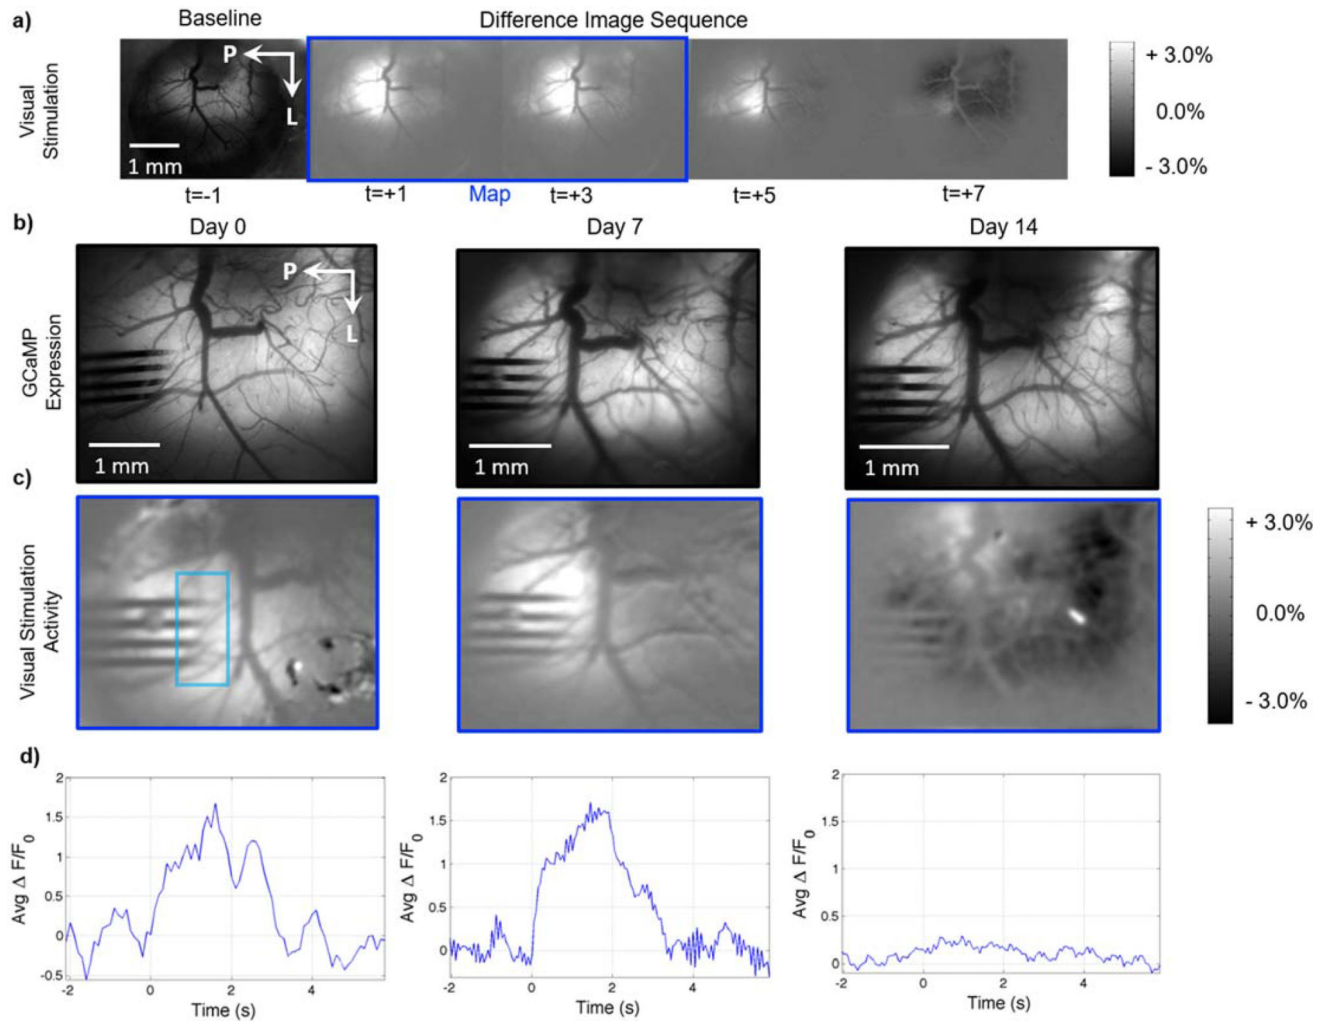 a)
Baseline
Difference Image Sequence
Visual
Stimulation
P
L
1 mm
+ 3.0%
0.0%
- 3.0%
t=-1
t=+1
Map
t=+3
t=+5
t=+7
b)
Day 0
Day 7
Day 14
GCaMP
Expression
P
L
1 mm
1 mm
1 mm
c)
Visual Stimulation
Activity
+ 3.0%
0.0%
- 3.0%
d)
Avg Δ F/F0
2
1.5
1
0.5
0
-0.5
-2
0
2
4
Time (s)
Avg Δ F/F0
2
1.5
1
0.5
0
-2
0
2
4
Time (s)
Avg Δ F/F0
2
1.5
1
0.5
0
-2
0
2
4
Time (s)